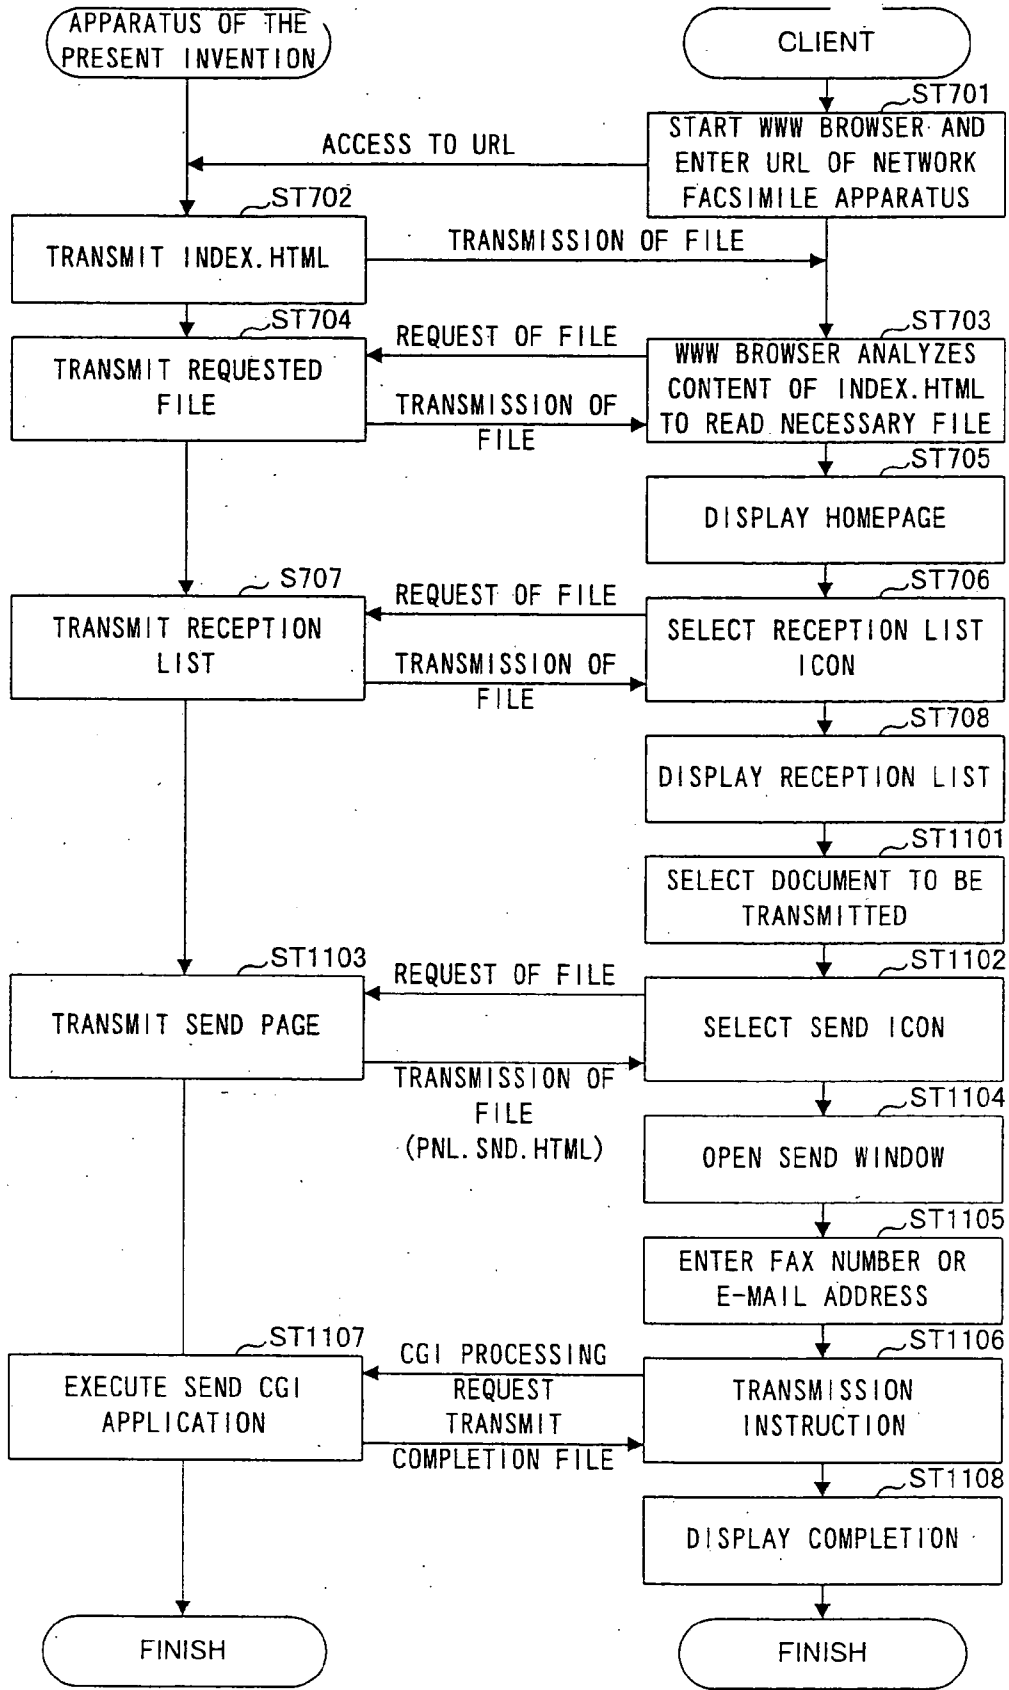 APPARATUS OF THE
PRESENT INVENTION
CLIENT
ST701
START WWW BROWSER AND
ENTER URL OF NETWORK
FACSIMILE APPARATUS
ACCESS TO URL
ST702
TRANSMIT INDEX.HTML
TRANSMISSION OF FILE
ST704
TRANSMIT REQUESTED
FILE
REQUEST OF FILE
TRANSMISSION OF
FILE
ST703
WWW BROWSER ANALYZES
CONTENT OF INDEX.HTML
TO READ NECESSARY FILE
ST705
DISPLAY HOMEPAGE
S707
TRANSMIT RECEPTION
LIST
REQUEST OF FILE
TRANSMISSION OF
FILE
ST706
SELECT RECEPTION LIST
ICON
ST708
DISPLAY RECEPTION LIST
ST1101
SELECT DOCUMENT TO BE
TRANSMITTED
ST1103
TRANSMIT SEND PAGE
REQUEST OF FILE
TRANSMISSION OF
FILE
(PNL.SND.HTML)
ST1102
SELECT SEND ICON
ST1104
OPEN SEND WINDOW
ST1105
ENTER FAX NUMBER OR
E-MAIL ADDRESS
ST1107
EXECUTE SEND CGI
APPLICATION
CGI PROCESSING
REQUEST
TRANSMIT
COMPLETION FILE
ST1106
TRANSMISSION
INSTRUCTION
ST1108
DISPLAY COMPLETION
FINISH
FINISH